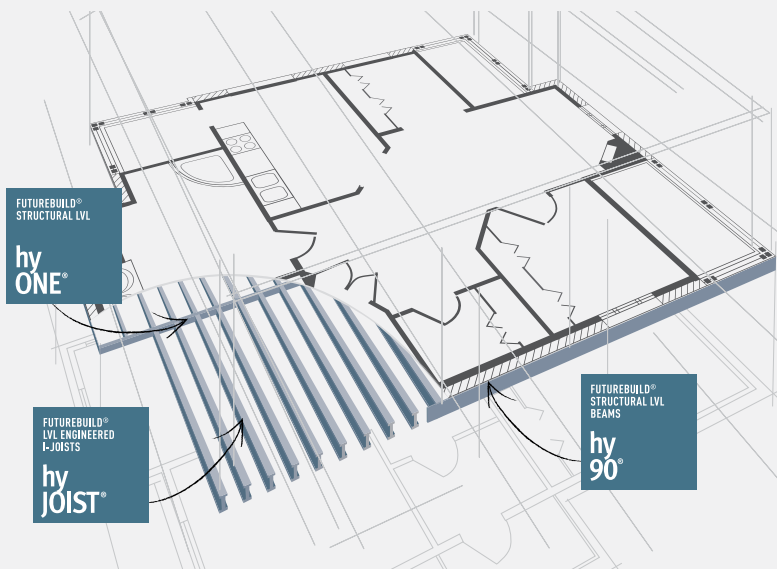 FUTUREBUILD®
STRUCTURAL LVL
hy
ONE®
FUTUREBUILD®
LVL ENGINEERED
I-JOISTS
hy
JOIST®
FUTUREBUILD®
STRUCTURAL LVL
BEAMS
hy
90®